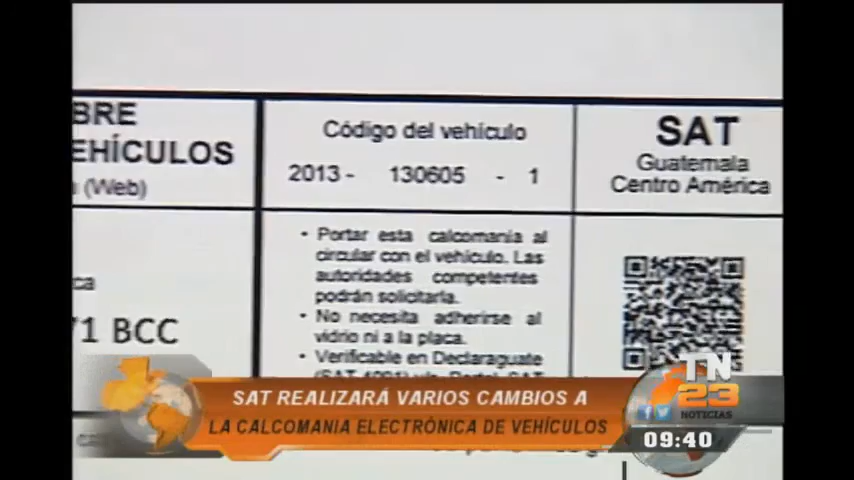 BRE
EHÍCULOS
(Web)
Código del vehículo
2013 - 130605 - 1
SAT
Guatemala
Centro América
ca
71 BCC
• Portar esta calcomanía al
circular con el vehículo. Las
autoridades competentes
podrán solicitarla.
• No necesita adherirse al
vidrio ni a la placa.
• Verificable en Declaraguate
SAT REALIZARÁ VARIOS CAMBIOS A
LA CALCOMANIA ELECTRÓNICA DE VEHÍCULOS
TN
23
NOTICIAS
09:40